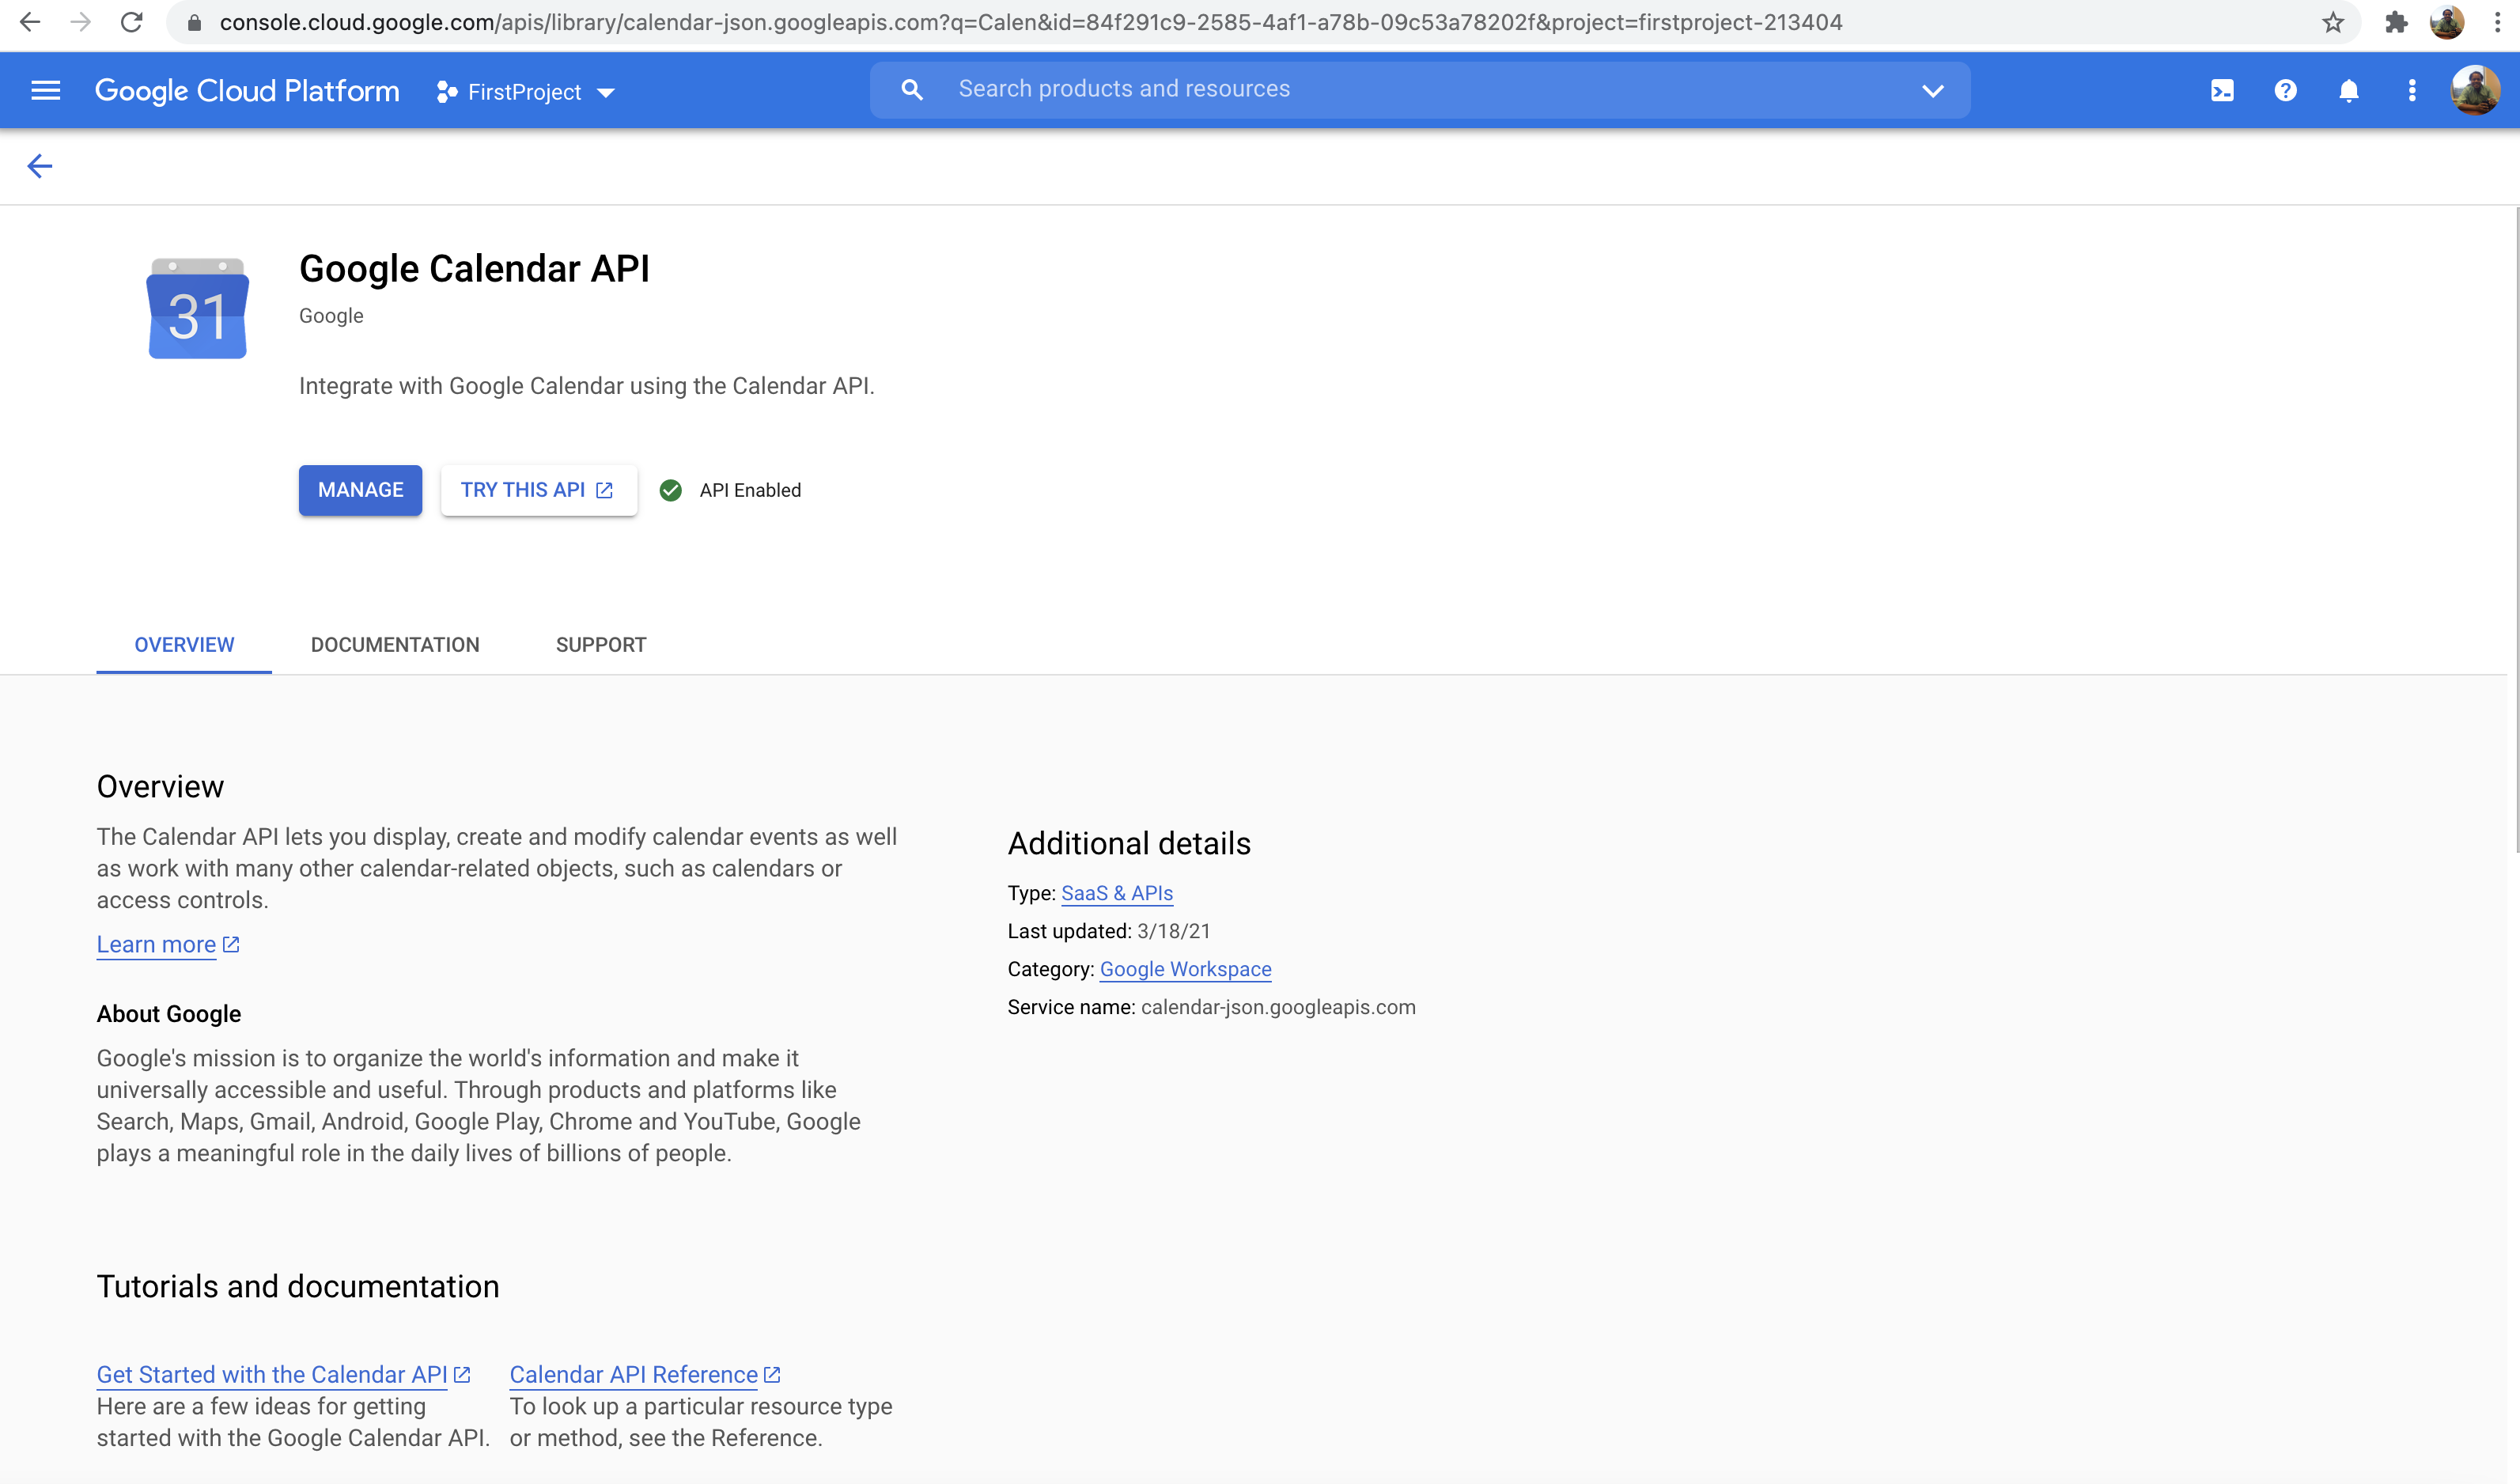 console.cloud.google.com/apis/library/calendar-json.googleapis.com?q=Calen&id=84f291c9-2585-4af1-a78b-09c53a78202f&project=firstproject-213404
Google Cloud Platform FirstProject Search products and resources
31
Google Calendar API
Google
Integrate with Google Calendar using the Calendar API.
MANAGE TRY THIS API API Enabled
OVERVIEW DOCUMENTATION SUPPORT
Overview
The Calendar API lets you display, create and modify calendar events as well
as work with many other calendar-related objects, such as calendars or
access controls.
Learn more
About Google
Google's mission is to organize the world's information and make it
universally accessible and useful. Through products and platforms like
Search, Maps, Gmail, Android, Google Play, Chrome and YouTube, Google
plays a meaningful role in the daily lives of billions of people.
Additional details
Type: SaaS & APIs
Last updated: 3/18/21
Category: Google Workspace
Service name: calendar-json.googleapis.com
Tutorials and documentation
Get Started with the Calendar API
Here are a few ideas for getting
started with the Google Calendar API.
Calendar API Reference
To look up a particular resource type
or method, see the Reference.